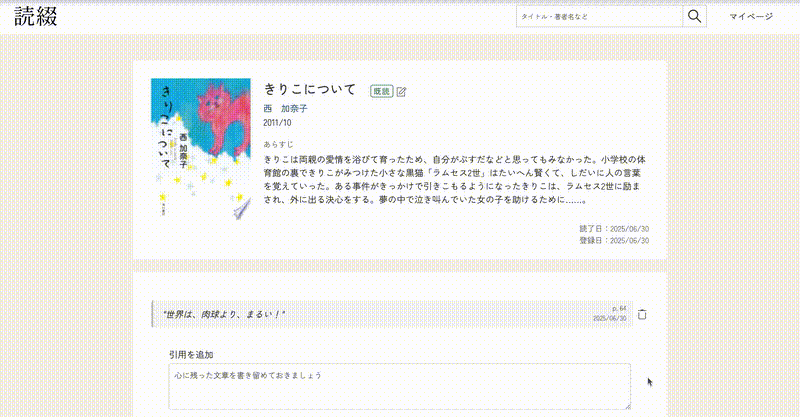 読綴
タイトル・著者名など
マイページ
きりこについて
西 加奈子
きりこについて
既読
西　加奈子
2011/10
あらすじ
きりこは両親の愛情を浴びて育ったため、自分がぶすだなどと思ってもみなかった。小学校の体
育館の裏できりこがみつけた小さな黒猫「ラムセス2世」はたいへん賢くて、しだいに人の言葉
を覚えていった。ある事件がきっかけで引きこもるようになったきりこは、ラムセス2世に励ま
され、外に出る決心をする。夢の中で泣き叫んでいた女の子を助けるために……。
読了日：2025/06/30
登録日：2025/06/30
"世界は、肉球より、まるい！"
p. 64
2025/06/30
引用を追加
心に残った文章を書き留めておきましょう